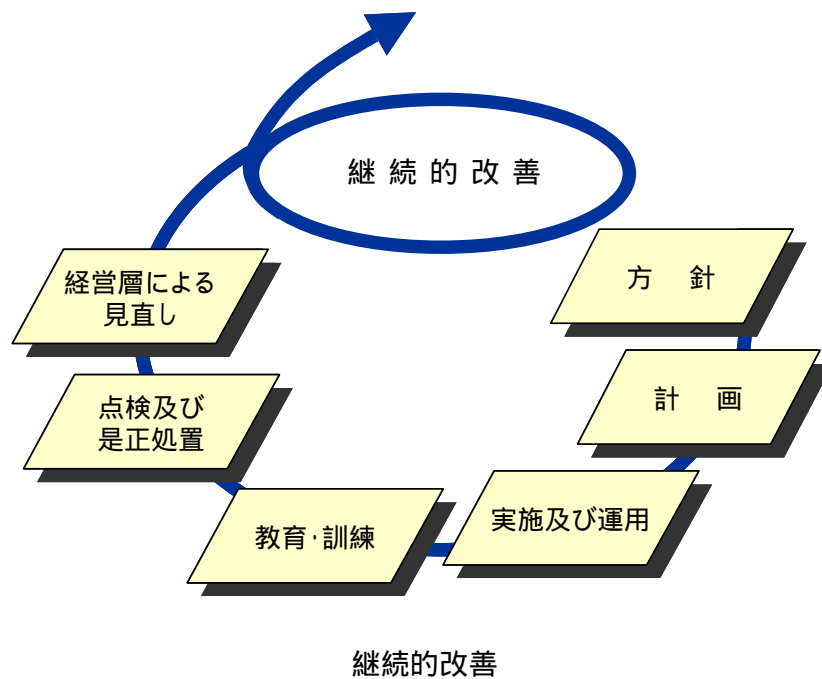 継続的改善
方 針
計 画
実施及び運用
教育・訓練
点検及び
是正処置
経営層による
見直し
継続的改善